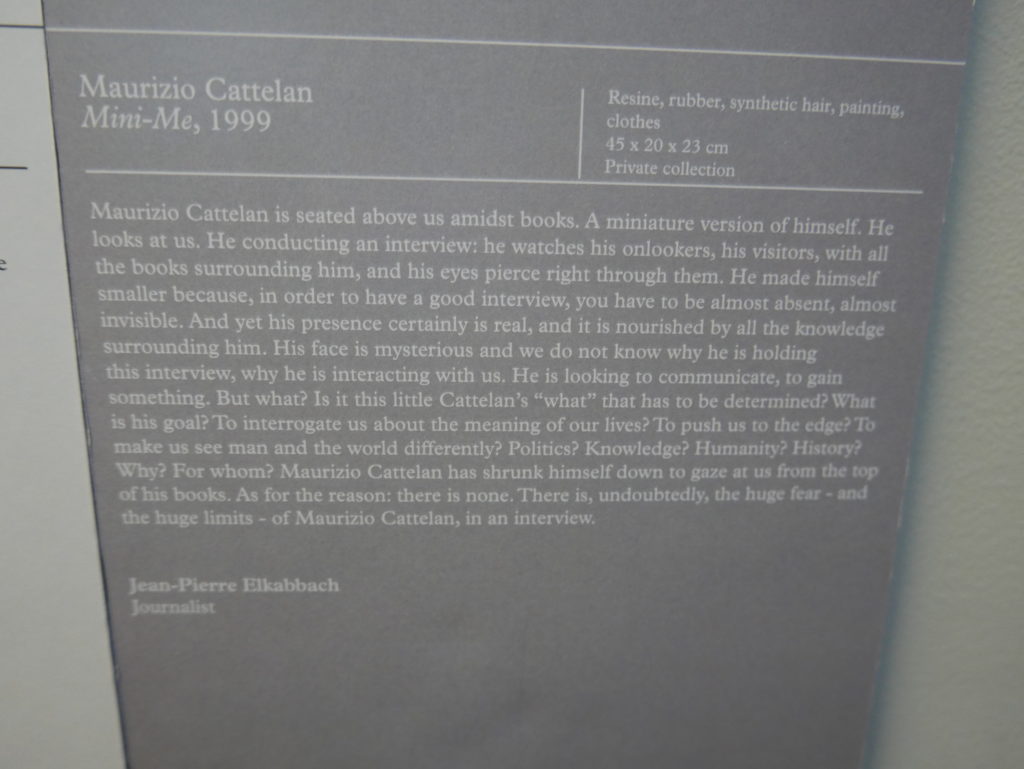 Maurizio Cattelan
Mini-Me, 1999
Resine, rubber, synthetic hair, painting,
clothes
45 x 20 x 23 cm
Private collection
Maurizio Cattelan is seated above us amidst books. A miniature version of himself. He
looks at us. He conducting an interview: he watches his onlookers, his visitors, with all
the books surrounding him, and his eyes pierce right through them. He made himself
smaller because, in order to have a good interview, you have to be almost absent, almost
invisible. And yet his presence certainly is real, and it is nourished by all the knowledge
surrounding him. His face is mysterious and we do not know why he is holding
this interview, why he is interacting with us. He is looking to communicate, to gain
something. But what? Is it this little Cattelan's “what” that has to be determined? What
is his goal? To interrogate us about the meaning of our lives? To push us to the edge? To
make us see man and the world differently? Politics? Knowledge? Humanity? History?
Why? For whom? Maurizio Cattelan has shrunk himself down to gaze at us from the top
of his books. As for the reason: there is none. There is, undoubtedly, the huge fear - and
the huge limits - of Maurizio Cattelan, in an interview.
Jean-Pierre Elkabbach
Journalist